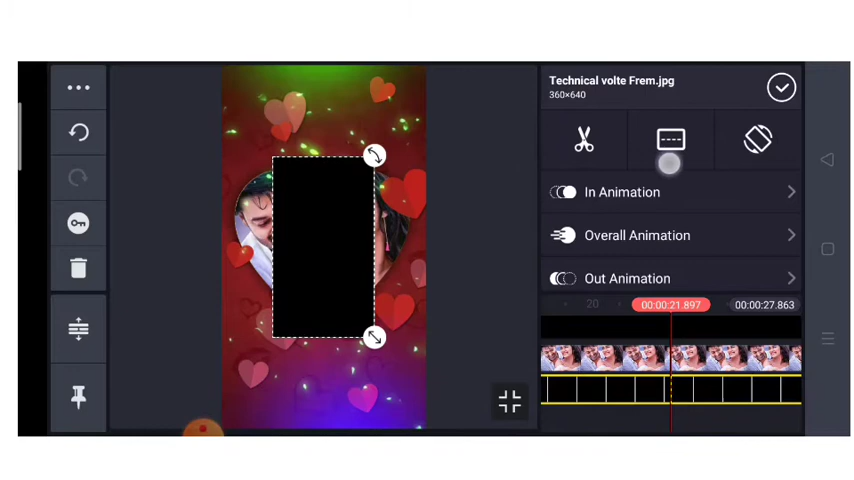 Technical volte Frem.jpg
360×640
In Animation
Overall Animation
Out Animation
20
00:00:21.897
00:00:27.863